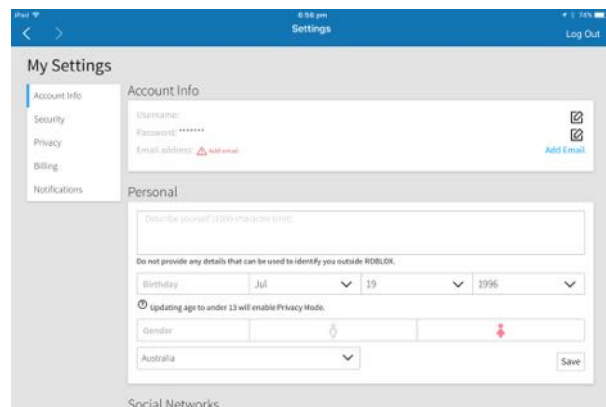 iPad 6:58 pm 74%
Settings
Log Out
My Settings
Account Info
Security
Privacy
Billing
Notifications
Account Info
Username:
Password: *******
Email address: Add email
Add Email
Personal
Describe yourself (1000 character limit)
Do not provide any details that can be used to identify you outside ROBLOX.
Birthday Jul 19 1996
Updating age to under 13 will enable Privacy Mode.
Gender
Australia
Save
Social Networks